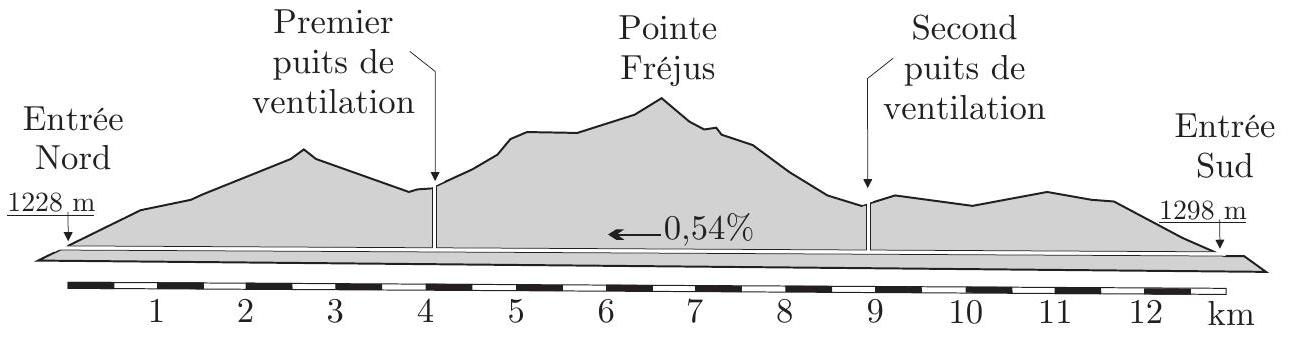 Premier
puits de
ventilation
Pointe
Fréjus
Second
puits de
ventilation
Entrée
Nord
Entrée
Sud
1228 m
1298 m
0,54%
1 2 3 4 5 6 7 8 9 10 11 12 km